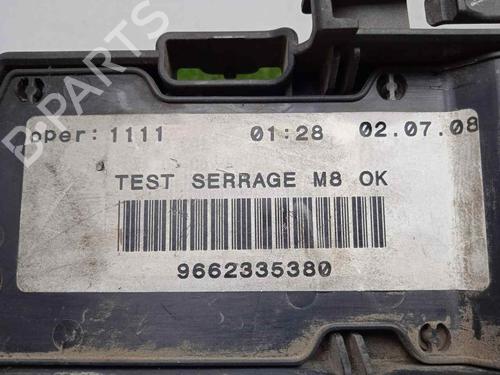 B-PARTS
oper: 1111 01:28 02.07.08
TEST SERRAGE M8 OK
9662335380